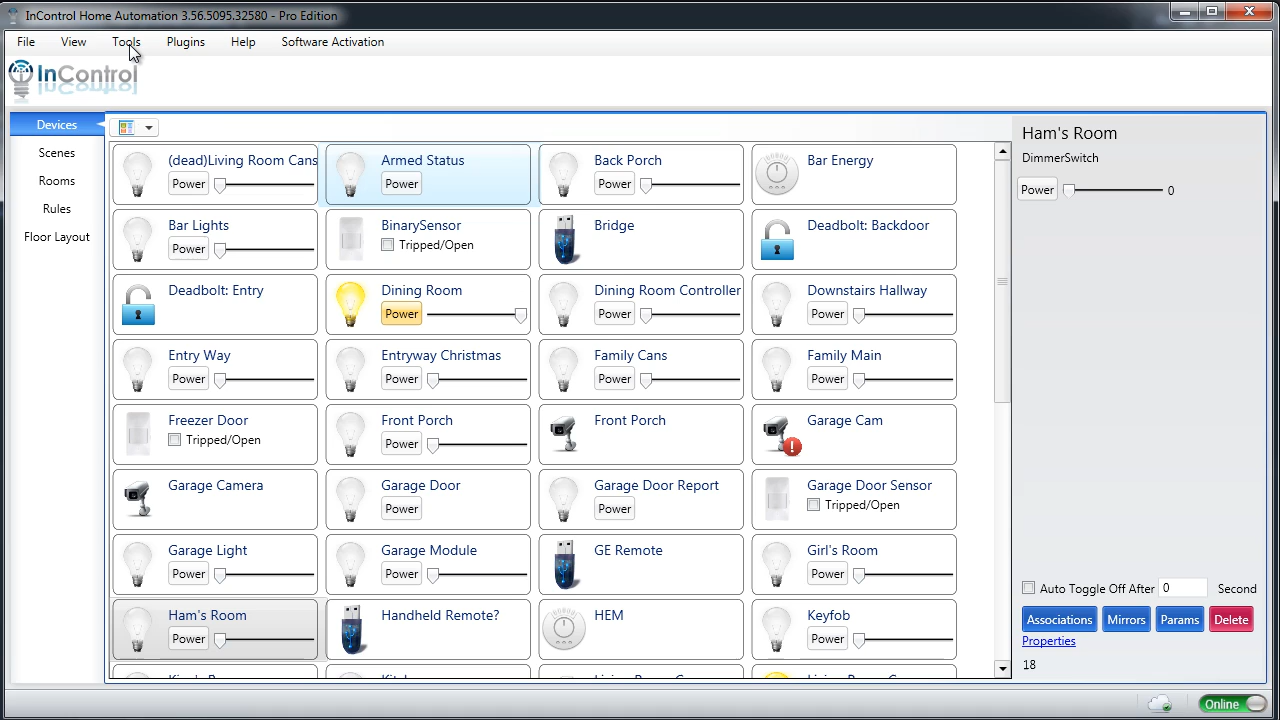 InControl Home Automation 3.56.5095.32580 - Pro Edition
File View Tools Plugins Help Software Activation
InControl
Devices
Scenes
Rooms
Rules
Floor Layout
(dead)Living Room Cans
Power
Armed Status
Power
Back Porch
Power
Bar Energy
Bar Lights
Power
BinarySensor
Tripped/Open
Bridge
Deadbolt: Backdoor
Deadbolt: Entry
Dining Room
Power
Dining Room Controller
Power
Downstairs Hallway
Power
Entry Way
Power
Entryway Christmas
Power
Family Cans
Power
Family Main
Power
Freezer Door
Tripped/Open
Front Porch
Power
Front Porch
Garage Cam
Garage Camera
Garage Door
Power
Garage Door Report
Power
Garage Door Sensor
Tripped/Open
Garage Light
Power
Garage Module
Power
GE Remote
Girl's Room
Power
Ham's Room
Power
Handheld Remote?
HEM
Keyfob
Power
Ham's Room
DimmerSwitch
Power 0
Auto Toggle Off After 0 Second
Associations Mirrors Params Delete
Properties
18
Online